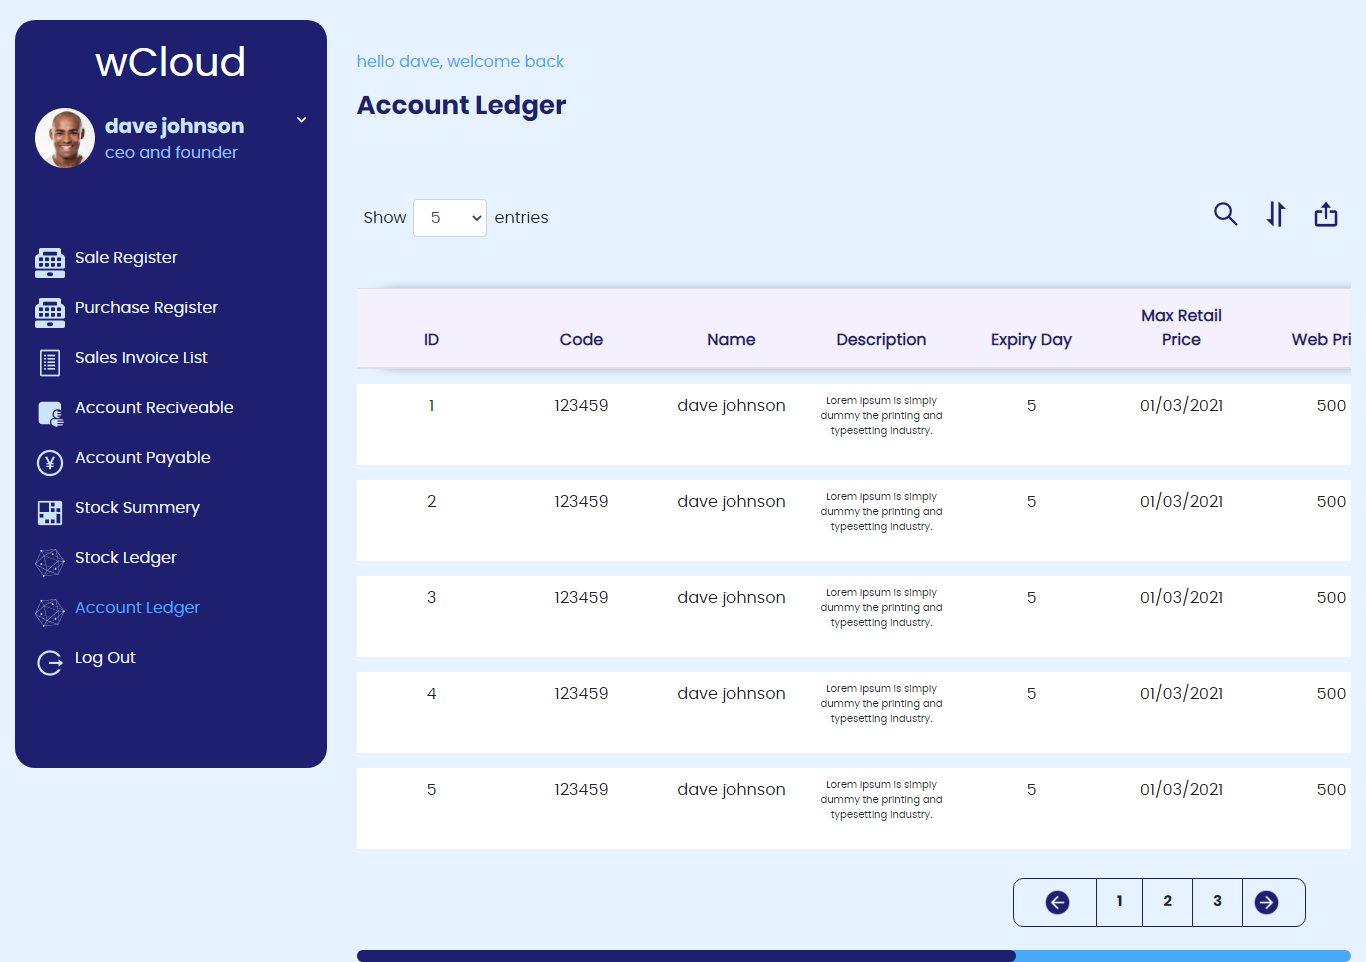 wCloud
dave johnson
ceo and founder
Sale Register
Purchase Register
Sales Invoice List
Account Reciveable
Account Payable
Stock Summery
Stock Ledger
Account Ledger
Log Out
hello dave, welcome back
Account Ledger
Show 5 entries
ID Code Name Description Expiry Day Max Retail Price Web Pri
1 123459 dave johnson Lorem Ipsum is simply
dummy the printing and
typesetting industry.
5 01/03/2021 500
2 123459 dave johnson Lorem Ipsum is simply
dummy the printing and
typesetting industry.
5 01/03/2021 500
3 123459 dave johnson Lorem Ipsum is simply
dummy the printing and
typesetting industry.
5 01/03/2021 500
4 123459 dave johnson Lorem Ipsum is simply
dummy the printing and
typesetting industry.
5 01/03/2021 500
5 123459 dave johnson Lorem Ipsum is simply
dummy the printing and
typesetting industry.
5 01/03/2021 500
1 2 3